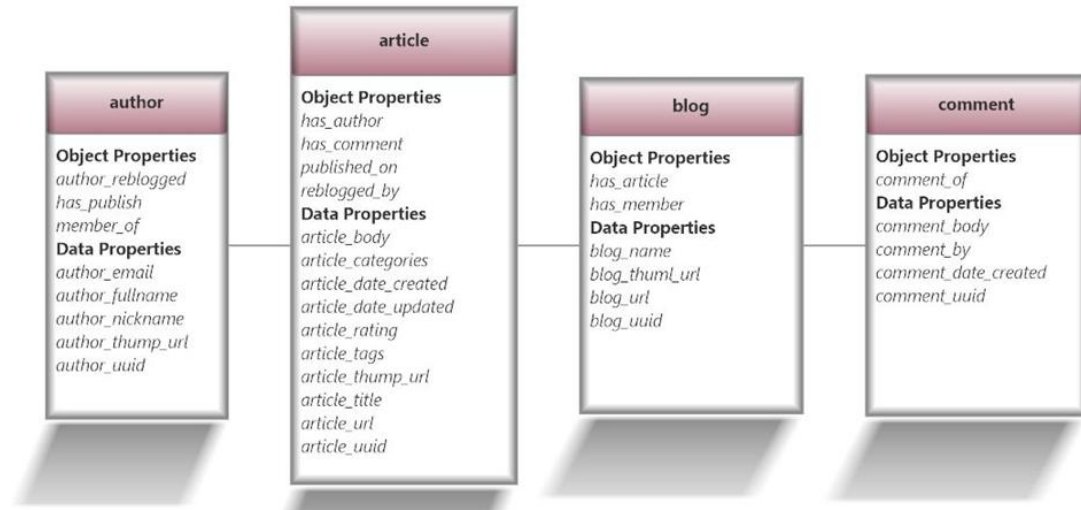 author
Object Properties
author_reblogged
has_publish
member_of
Data Properties
author_email
author_fullname
author_nickname
author_thump_url
author_uuid
article
Object Properties
has_author
has_comment
published_on
reblogged_by
Data Properties
article_body
article_categories
article_date_created
article_date_updated
article_rating
article_tags
article_thump_url
article_title
article_url
article_uuid
blog
Object Properties
has_article
has_member
Data Properties
blog_name
blog_thuml_url
blog_url
blog_uuid
comment
Object Properties
comment_of
Data Properties
comment_body
comment_by
comment_date_created
comment_uuid